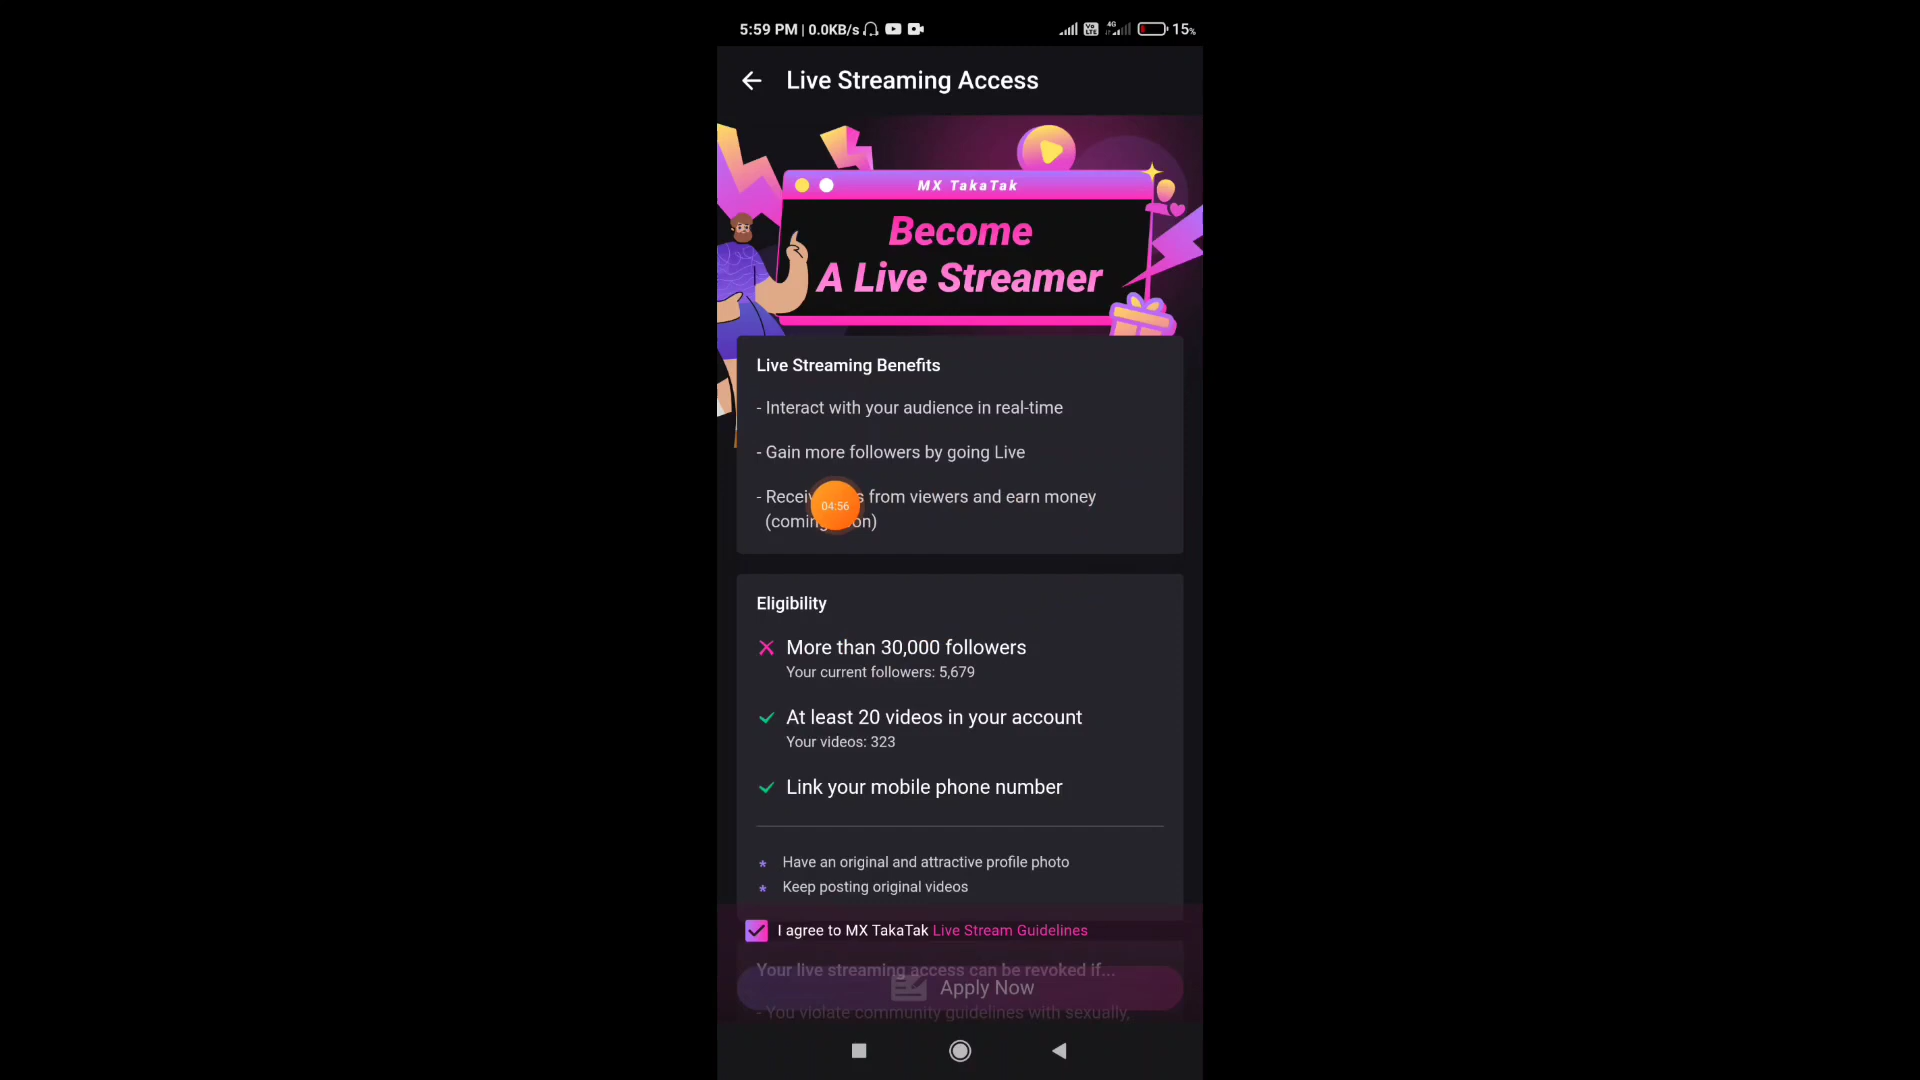 5:59 PM | 0.0KB/s
Vo LTE 4G 15%
Live Streaming Access
MX TakaTak
Become
A Live Streamer
Live Streaming Benefits
- Interact with your audience in real-time
- Gain more followers by going Live
- from viewers and earn money
04:56
Eligibility
More than 30,000 followers
Your current followers: 5,679
At least 20 videos in your account
Your videos: 323
Link your mobile phone number
* Have an original and attractive profile photo
* Keep posting original videos
I agree to MX TakaTak Live Stream Guidelines
Your live streaming access can be revoked if...
Apply Now
- You violate community guidelines with sexually,